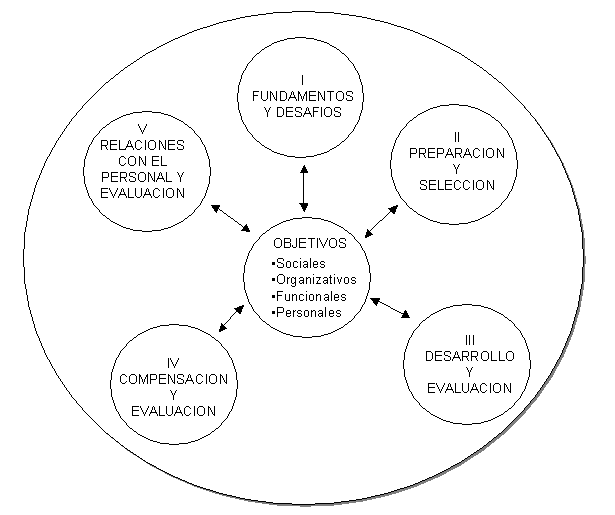 I
FUNDAMENTOS
Y DESAFIOS
II
PREPARACION
Y
SELECCION
III
DESARROLLO
Y
EVALUACION
IV
COMPENSACION
Y
EVALUACION
V
RELACIONES
CON EL
PERSONAL Y
EVALUACION
OBJETIVOS
•Sociales
•Organizativos
•Funcionales
•Personales